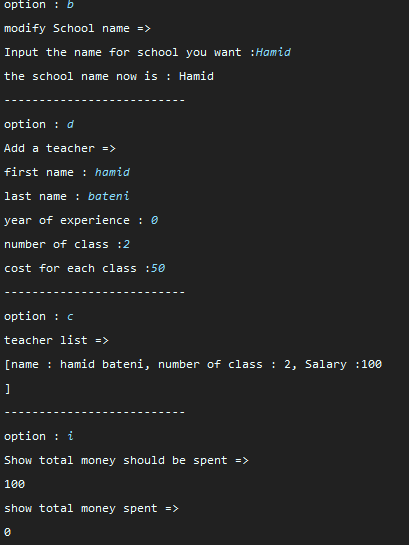 option : b
modify School name =>
Input the name for school you want :Hamid
the school name now is : Hamid
--------------------------
option : d
Add a teacher =>
first name : hamid
last name : bateni
year of experience : 0
number of class :2
cost for each class :50
--------------------------
option : c
teacher list =>
[name : hamid bateni, number of class : 2, Salary :100
]
--------------------------
option : i
Show total money should be spent =>
100
show total money spent =>
0